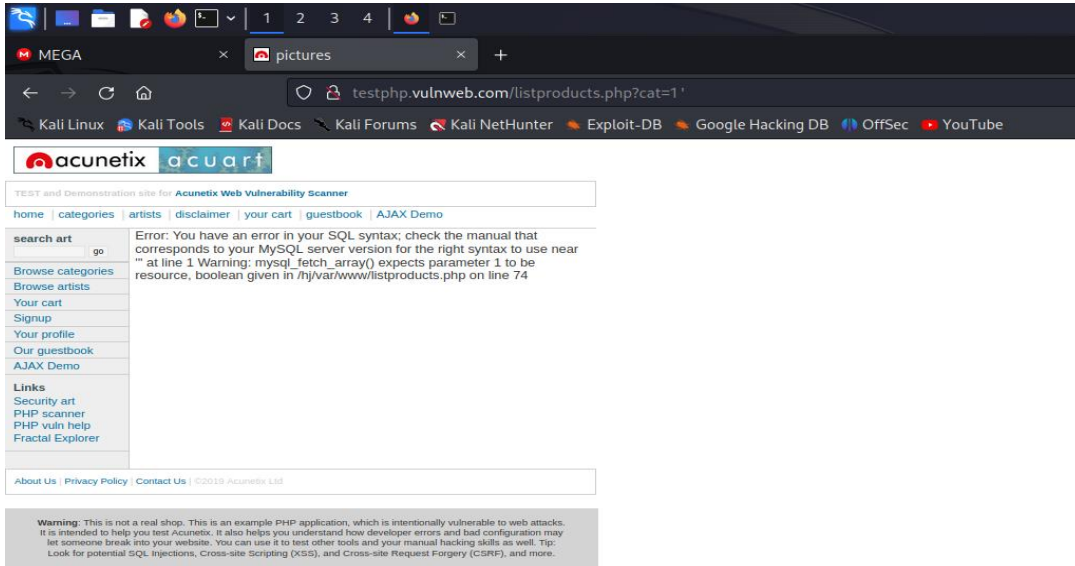 1 2 3 4
MEGA × pictures × +
testphp.vulnweb.com/listproducts.php?cat=1'
Kali Linux Kali Tools Kali Docs Kali Forums Kali NetHunter Exploit-DB Google Hacking DB OffSec YouTube
acunetix acuart
TEST and Demonstration site for Acunetix Web Vulnerability Scanner
home | categories | artists | disclaimer | your cart | guestbook | AJAX Demo
search art
go
Browse categories
Browse artists
Your cart
Signup
Your profile
Our guestbook
AJAX Demo
Links
Security art
PHP scanner
PHP vuln help
Fractal Explorer
Error: You have an error in your SQL syntax; check the manual that
corresponds to your MySQL server version for the right syntax to use near
''' at line 1 Warning: mysql_fetch_array() expects parameter 1 to be
resource, boolean given in /hj/var/www/listproducts.php on line 74
About Us | Privacy Policy | Contact Us | ©2019 Acunetix Ltd
Warning: This is not a real shop. This is an example PHP application, which is intentionally vulnerable to web attacks.
It is intended to help you test Acunetix. It also helps you understand how developer errors and bad configuration may
let someone break into your website. You can use it to test other tools and your manual hacking skills as well. Tip:
Look for potential SQL Injections, Cross-site Scripting (XSS), and Cross-site Request Forgery (CSRF), and more.